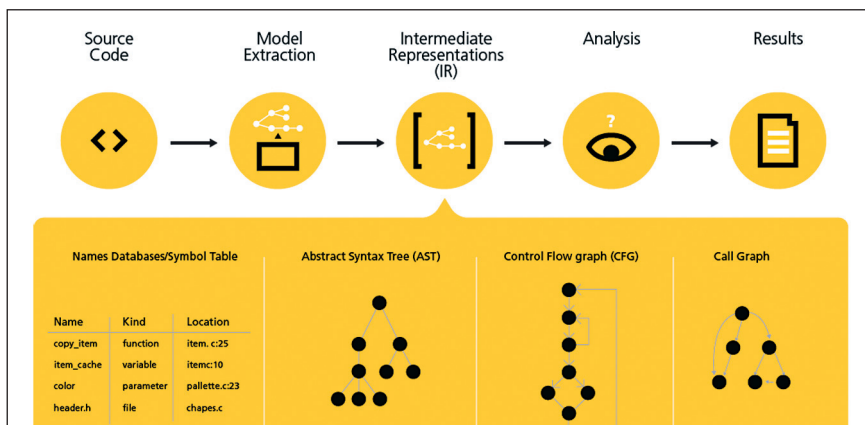 Source
Code
Model
Extraction
Intermediate
Representations
(IR)
Analysis
Results
?
Names Databases/Symbol Table
Name Kind Location
copy_item function item. c:25
item_cache variable itemc:10
color parameter pallette.c:23
header.h file chapes.c
Abstract Syntax Tree (AST)
Control Flow graph (CFG)
Call Graph